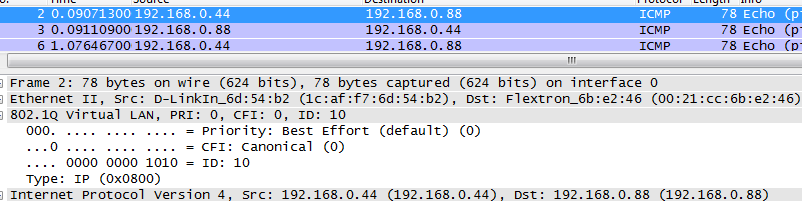 No. Time Source Destination Protocol Length Info
2 0.09071300 192.168.0.44 192.168.0.88 ICMP 78 Echo (pi
3 0.09110900 192.168.0.88 192.168.0.44 ICMP 78 Echo (pi
6 1.07646700 192.168.0.44 192.168.0.88 ICMP 78 Echo (pi
Frame 2: 78 bytes on wire (624 bits), 78 bytes captured (624 bits) on interface 0
Ethernet II, Src: D-LinkIn_6d:54:b2 (1c:af:f7:6d:54:b2), Dst: Flextron_6b:e2:46 (00:21:cc:6b:e2:46)
802.1Q Virtual LAN, PRI: 0, CFI: 0, ID: 10
000. .... .... .... = Priority: Best Effort (default) (0)
...0 .... .... .... = CFI: Canonical (0)
.... 0000 0000 1010 = ID: 10
Type: IP (0x0800)
Internet Protocol Version 4, Src: 192.168.0.44 (192.168.0.44), Dst: 192.168.0.88 (192.168.0.88)